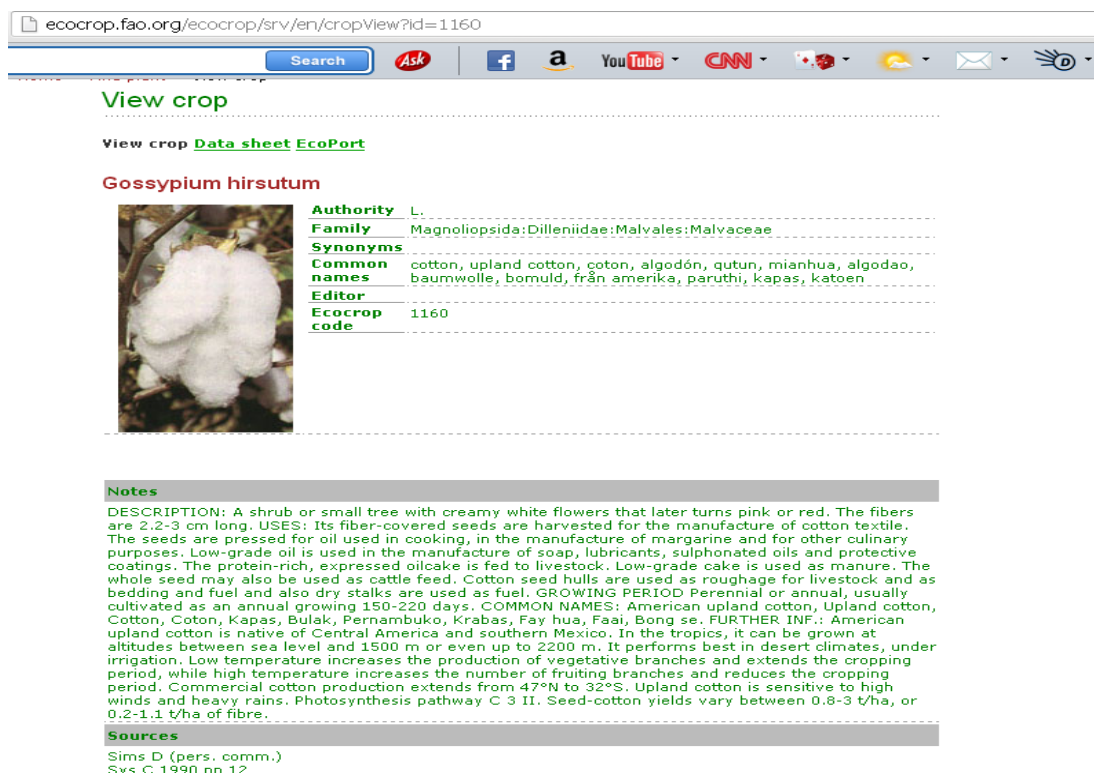 ecocrop.fao.org/ecocrop/srv/en/cropView?id=1160
Search Ask f a YouTube CNN D
View crop
View crop Data sheet EcoPort
Gossypium hirsutum
Authority L.
Family Magnoliopsida:Dilleniidae:Malvales:Malvaceae
Synonyms
Common names cotton, upland cotton, coton, algodón, qutun, mianhua, algodao,
baumwolle, bomuld, från amerika, paruthi, kapas, katoen
Editor
Ecocrop code 1160
Notes
DESCRIPTION: A shrub or small tree with creamy white flowers that later turns pink or red. The fibers
are 2.2-3 cm long. USES: Its fiber-covered seeds are harvested for the manufacture of cotton textile.
The seeds are pressed for oil used in cooking, in the manufacture of margarine and for other culinary
purposes. Low-grade oil is used in the manufacture of soap, lubricants, sulphonated oils and protective
coatings. The protein-rich, expressed oilcake is fed to livestock. Low-grade cake is used as manure. The
whole seed may also be used as cattle feed. Cotton seed hulls are used as roughage for livestock and as
bedding and fuel and also dry stalks are used as fuel. GROWING PERIOD Perennial or annual, usually
cultivated as an annual growing 150-220 days. COMMON NAMES: American upland cotton, Upland cotton,
Cotton, Coton, Kapas, Bulak, Pernambuko, Krabas, Fay hua, Faai, Bong se. FURTHER INF.: American
upland cotton is native of Central America and southern Mexico. In the tropics, it can be grown at
altitudes between sea level and 1500 m or even up to 2200 m. It performs best in desert climates, under
irrigation. Low temperature increases the production of vegetative branches and extends the cropping
period, while high temperature increases the number of fruiting branches and reduces the cropping
period. Commercial cotton production extends from 47°N to 32°S. Upland cotton is sensitive to high
winds and heavy rains. Photosynthesis pathway C 3 II. Seed-cotton yields vary between 0.8-3 t/ha, or
0.2-1.1 t/ha of fibre.
Sources
Sims D (pers. comm.)
Sys C 1990 pp 12